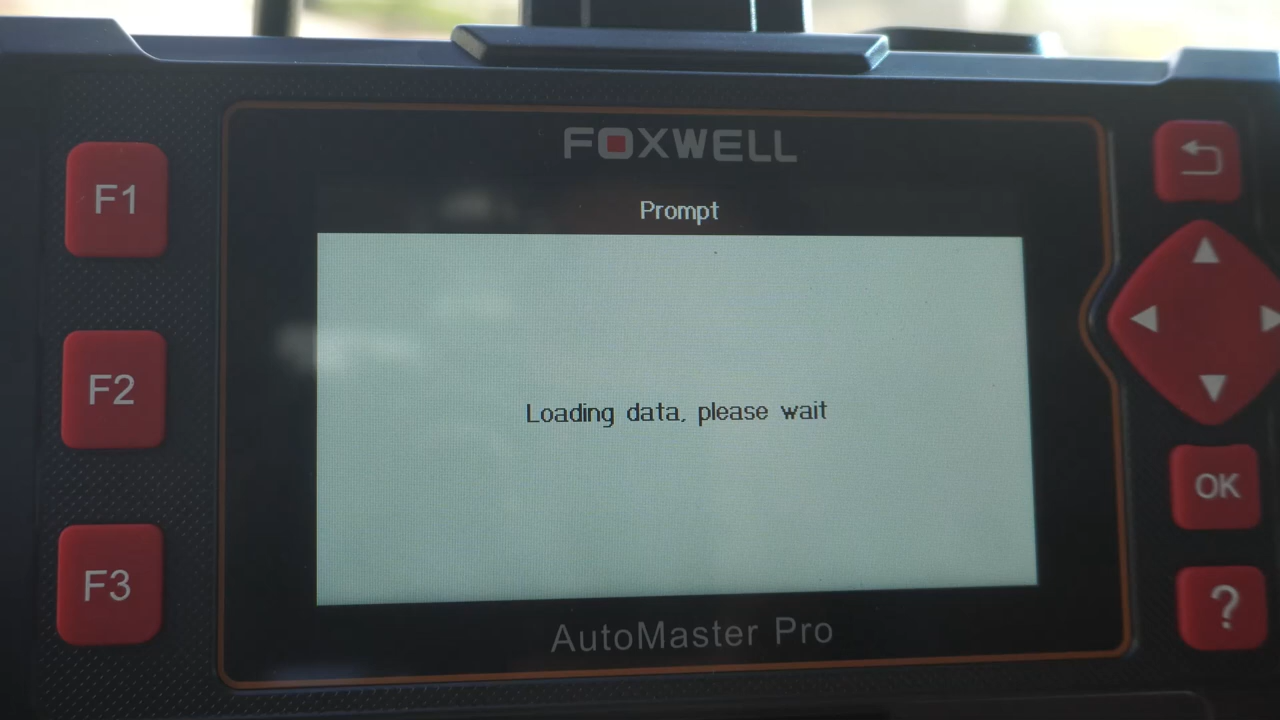 FOXWELL
Prompt
F1
F2
Loading data, please wait
OK
F3
?
AutoMaster Pro